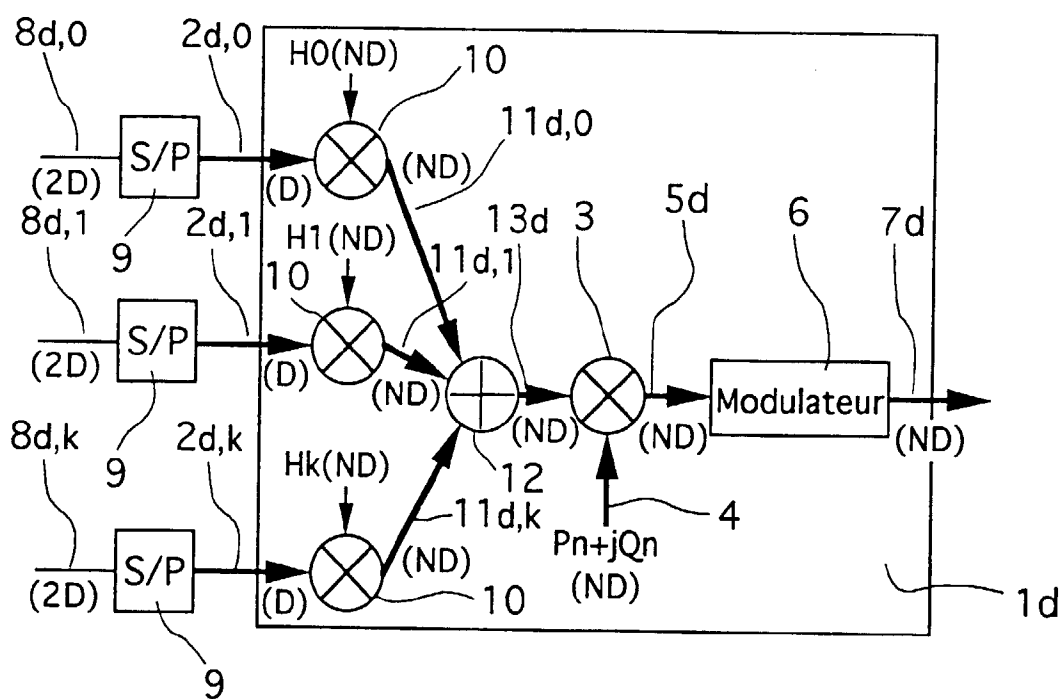 8d,0
2d,0
H0(ND)
10
11d,0
S/P
(2D)
(D)
(ND)
9
8d,1
2d,1
H1(ND)
11d,1
13d
3
5d
6
7d
10
S/P
(2D)
(D)
(ND)
(ND)
(ND)
Modulateur
(ND)
9
12
8d,k
2d,k
Hk(ND)
11d,k
4
Pn+jQn
(ND)
S/P
(2D)
(D)
(ND)
10
9
1d